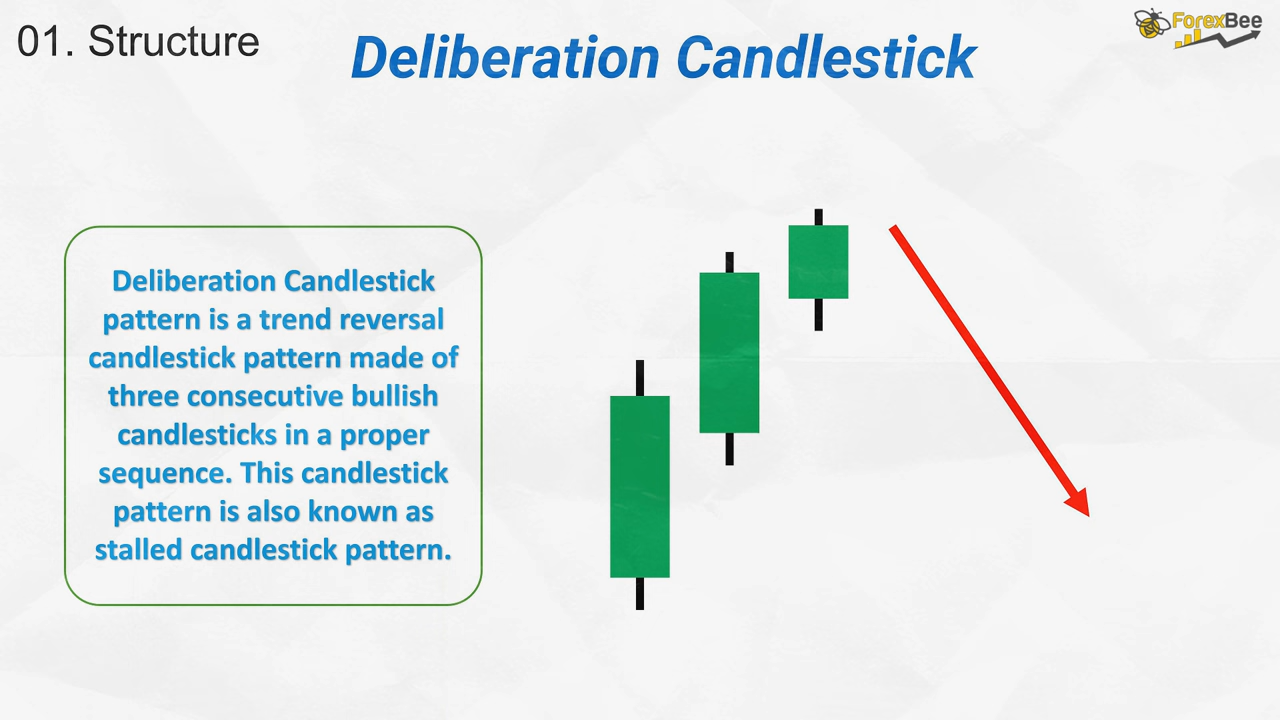 01. Structure
Deliberation Candlestick
ForexBee
Deliberation Candlestick
pattern is a trend reversal
candlestick pattern made of
three consecutive bullish
candlesticks in a proper
sequence. This candlestick
pattern is also known as
stalled candlestick pattern.